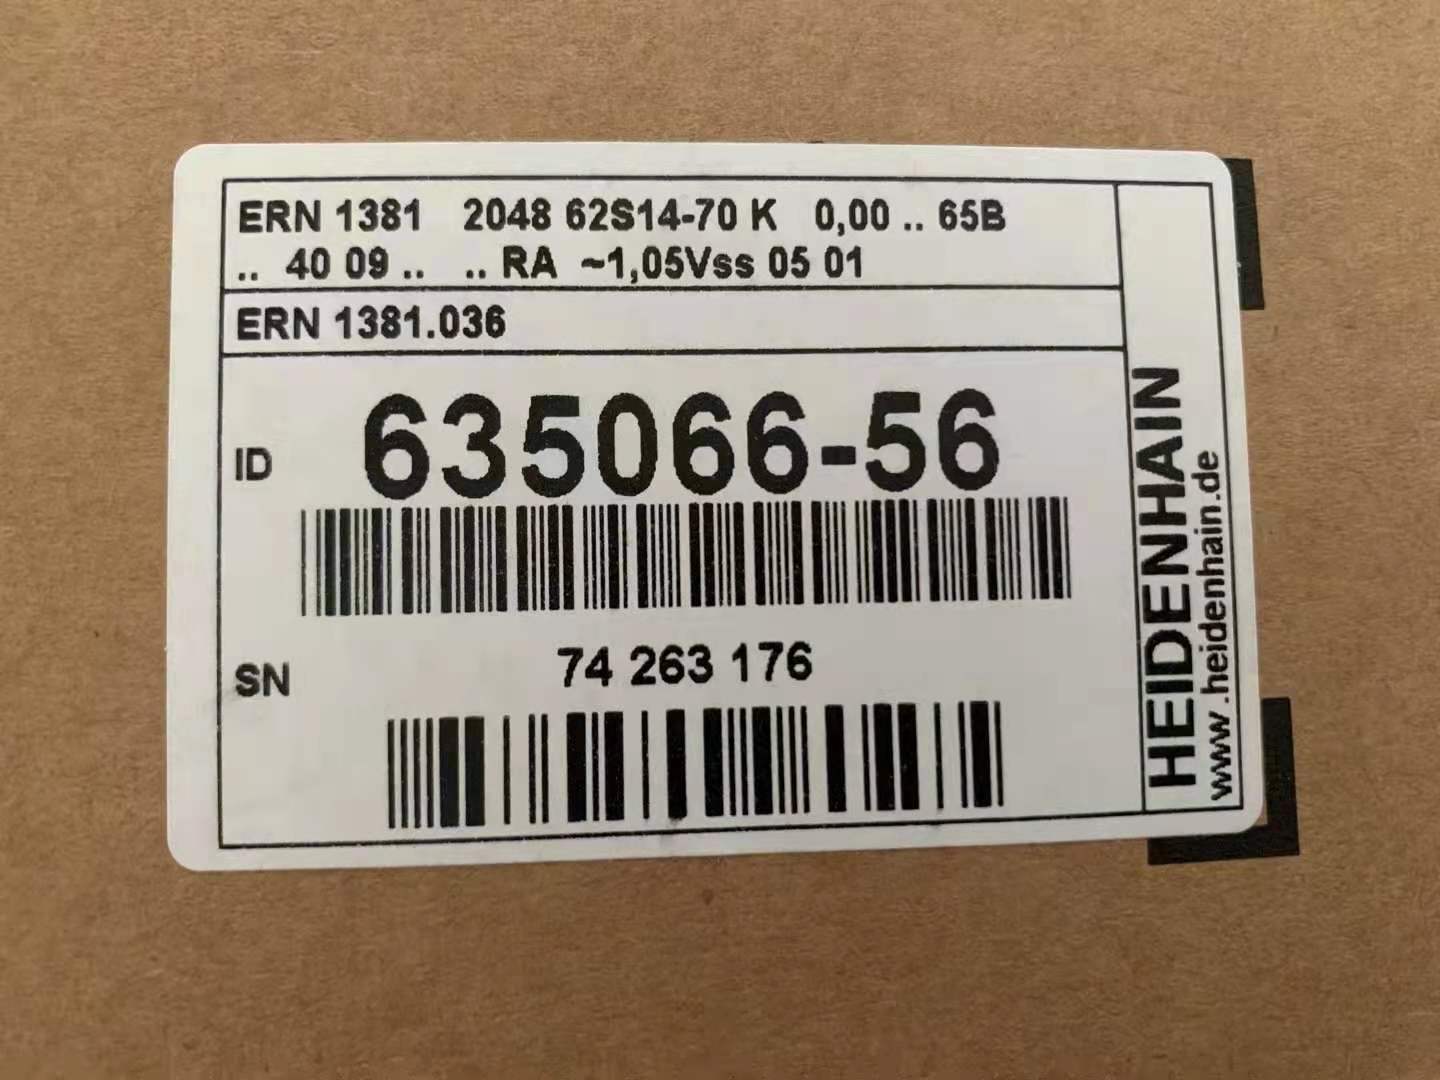 ERN 1381 2048 62S14-70 K 0,00 .. 65B
.. 40 09 .. .. RA ~1,05Vss 05 01
ERN 1381.036
ID 635066-56
SN 74 263 176
HEIDENHAIN
www.heidenhain.de